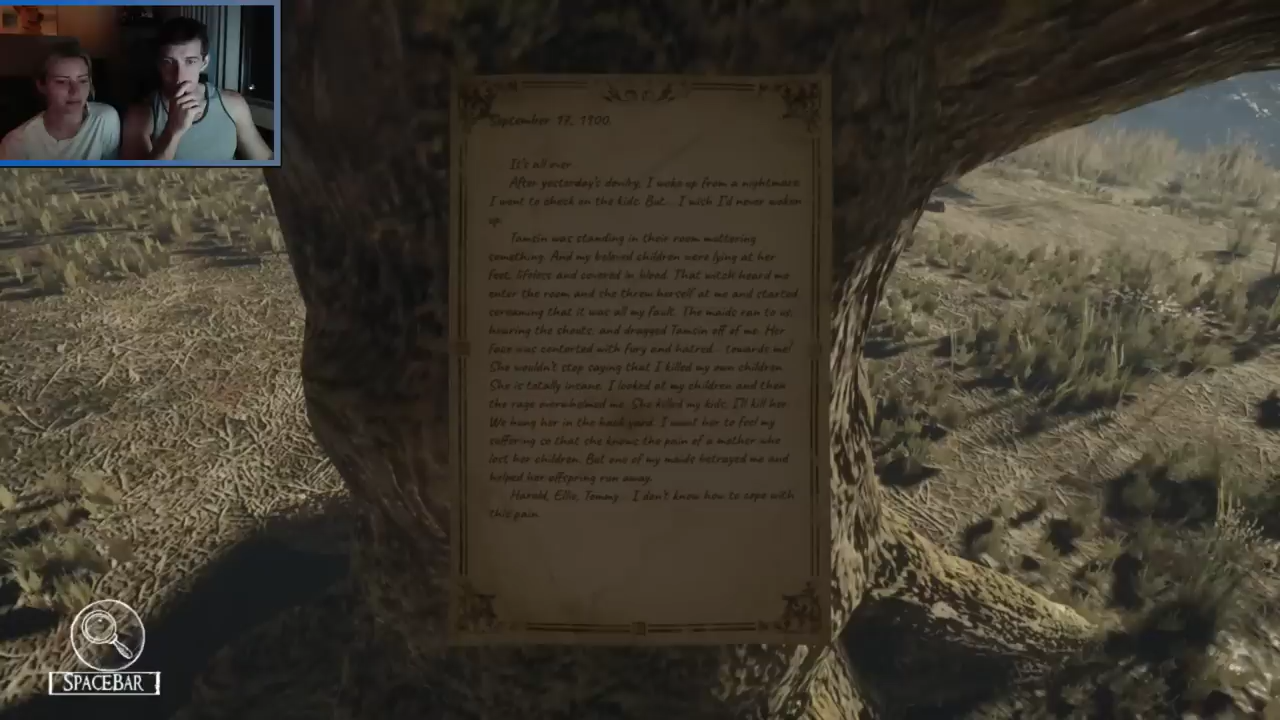 September 17, 1800.
It's all over
After yesterday's doulry, I woke up from a nightmare
I went to check on the kids. But... I wish I'd never woken
up.
Tamsin was standing in their room muttering
something. And my beloved children were lying at her
feet, lifeless and covered in blood. That witch heard me
enter the room and she threw herself at me and started
screaming that it was all my fault. The maids ran to us,
hearing the shouts, and dragged Tamsin off of me. Her
face was contorted with fury and hatred... towards me!
She wouldn't stop saying that I killed my own children.
She is totally insane. I looked at my children and then
the rage overwhelmed me. She killed my kids, I'll kill her.
We hung her in the back yard. I want her to feel my
suffering so that she knows the pain of a mother who
lost her children. But one of my maids betrayed me and
helped her offspring run away.
Harold, Ellie, Tommy... I don't know how to cope with
this pain.
SPACEBAR